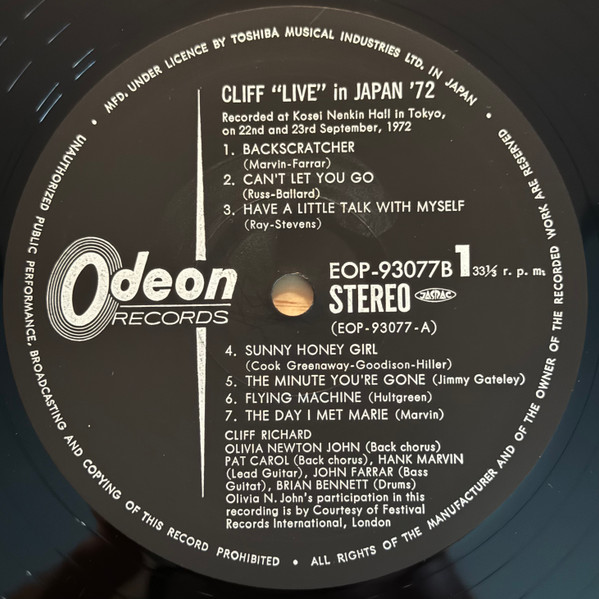 MFD. UNDER LICENCE BY TOSHIBA MUSICAL INDUSTRIES LTD. IN JAPAN •
CLIFF "LIVE" in JAPAN '72
Recorded at Kosei Nenkin Hall in Tokyo,
on 22nd and 23rd September, 1972
1. BACKSCRATCHER
(Marvin-Farrar)
2. CAN'T LET YOU GO
(Russ-Ballard)
3. HAVE A LITTLE TALK WITH MYSELF
(Ray-Stevens)
Odeon
RECORDS
EOP-93077B 1 33⅓ r. p. m.
STEREO JASRAC
(EOP-93077-A)
4. SUNNY HONEY GIRL
(Cook Greenaway-Goodison-Hiller)
5. THE MINUTE YOU'RE GONE (Jimmy Gateley)
6. FLYING MACHINE (Hultgreen)
7. THE DAY I MET MARIE (Marvin)
CLIFF RICHARD
OLIVIA NEWTON JOHN (Back chorus)
PAT CAROL (Back chorus), HANK MARVIN
(Lead Guitar), JOHN FARRAR (Bass
Guitat), BRIAN BENNETT (Drums)
Olivia N. John's participation in this
recording is by Courtesy of Festival
Records International, London
ALL RIGHTS OF THE MANUFACTURER AND OF THE OWNER OF THE RECORDED WORK ARE RESERVED •
UNAUTHORIZED PUBLIC PERFORMANCE, BROADCASTING AND COPYING OF THIS RECORD PROHIBITED •